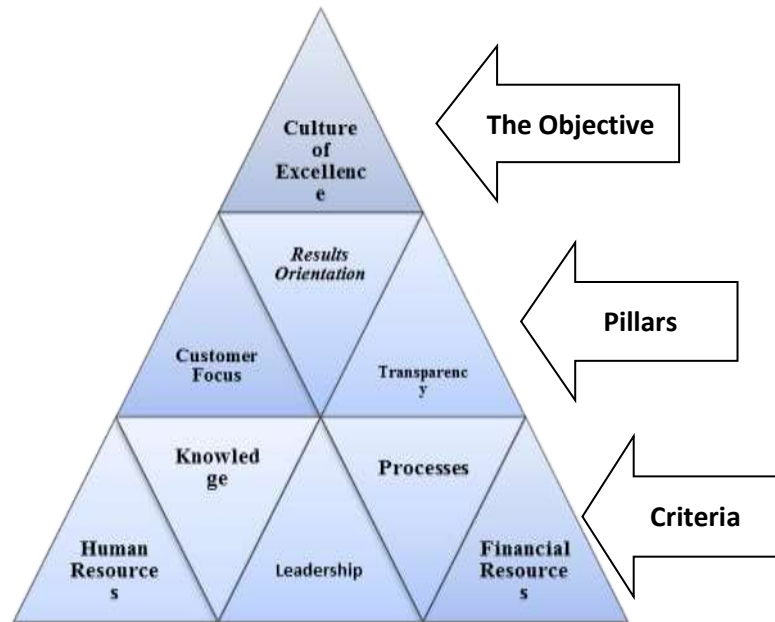 Culture
of
Excellenc
e
The Objective
Results
Orientation
Customer
Focus
Transparenc
y
Pillars
Knowled
ge
Processes
Human
Resource
s
Leadership
Financial
Resource
s
Criteria